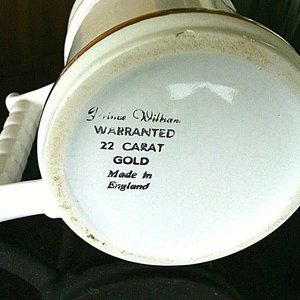 Prince William
WARRANTED
22 CARAT
GOLD
Made in
England